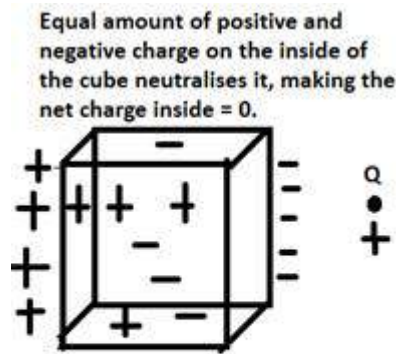 Equal amount of positive and
negative charge on the inside of
the cube neutralises it, making the
net charge inside = 0.
Q